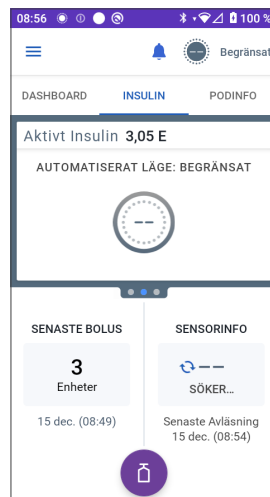 08:56 100 %
-- Begränsat
DASHBOARD INSULIN PODINFO
Aktivt Insulin 3,05 E
AUTOMATISERAT LÄGE: BEGRÄNSAT
--
SENASTE BOLUS
3
Enheter
15 dec. (08:49)
SENSORINFO
--
SÖKER...
Senaste Avläsning
15 dec. (08:54)